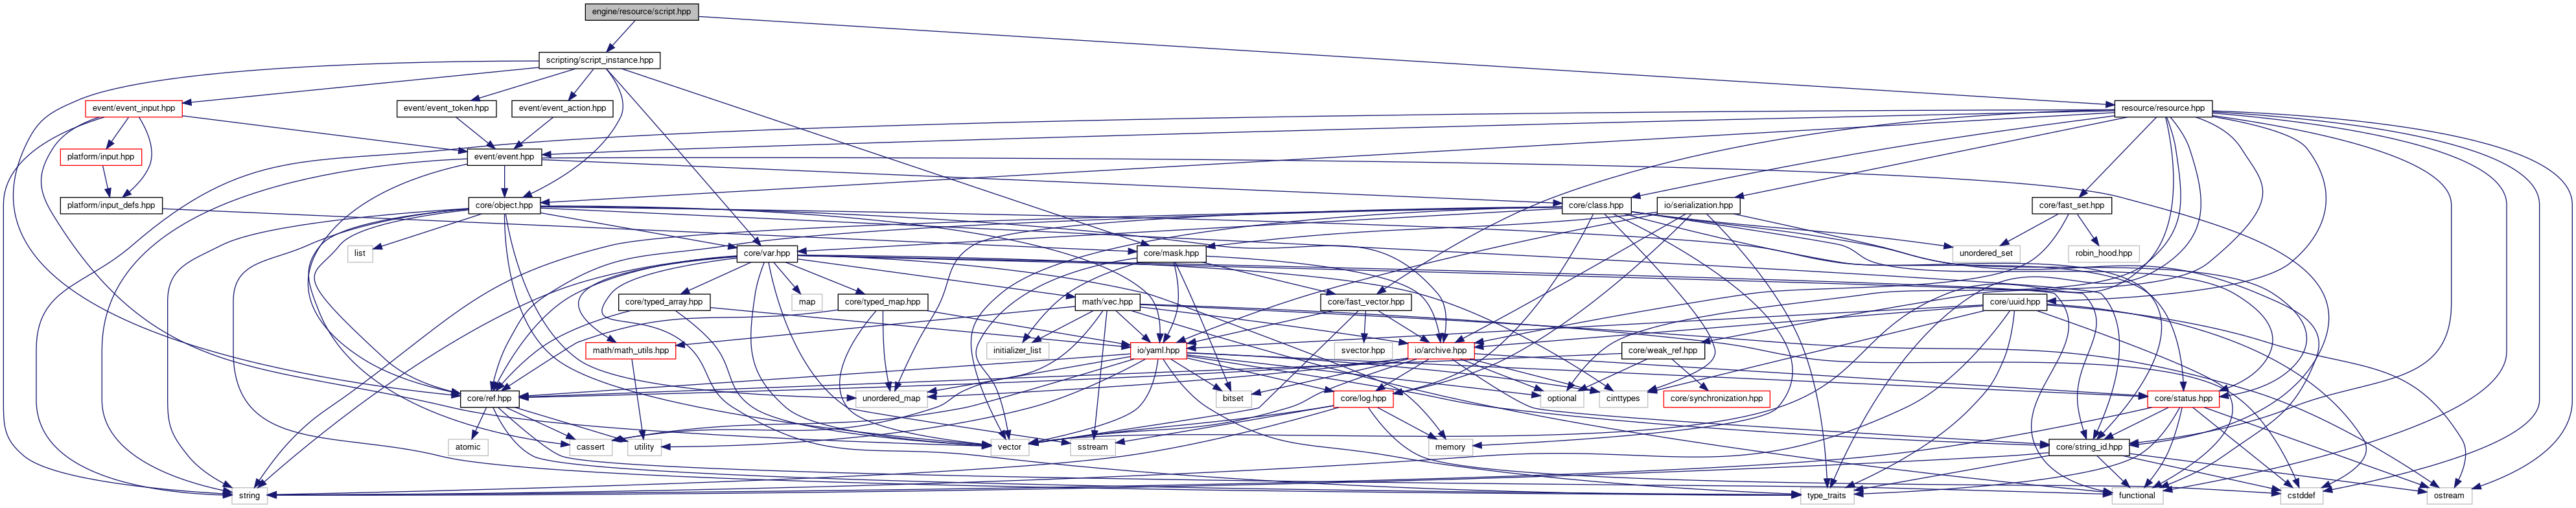 engine/resource/script.hpp
scripting/script_instance.hpp
event/event_input.hpp
event/event_token.hpp
event/event_action.hpp
resource/resource.hpp
platform/input.hpp
event/event.hpp
platform/input_defs.hpp
core/object.hpp
core/class.hpp
io/serialization.hpp
core/fast_set.hpp
list
core/var.hpp
core/mask.hpp
unordered_set
robin_hood.hpp
core/typed_array.hpp
map
core/typed_map.hpp
math/vec.hpp
core/fast_vector.hpp
core/uuid.hpp
math/math_utils.hpp
initializer_list
io/yaml.hpp
svector.hpp
io/archive.hpp
core/weak_ref.hpp
core/ref.hpp
unordered_map
bitset
core/log.hpp
optional
cinttypes
core/synchronization.hpp
core/status.hpp
atomic
cassert
utility
vector
sstream
memory
core/string_id.hpp
string
type_traits
functional
cstddef
ostream